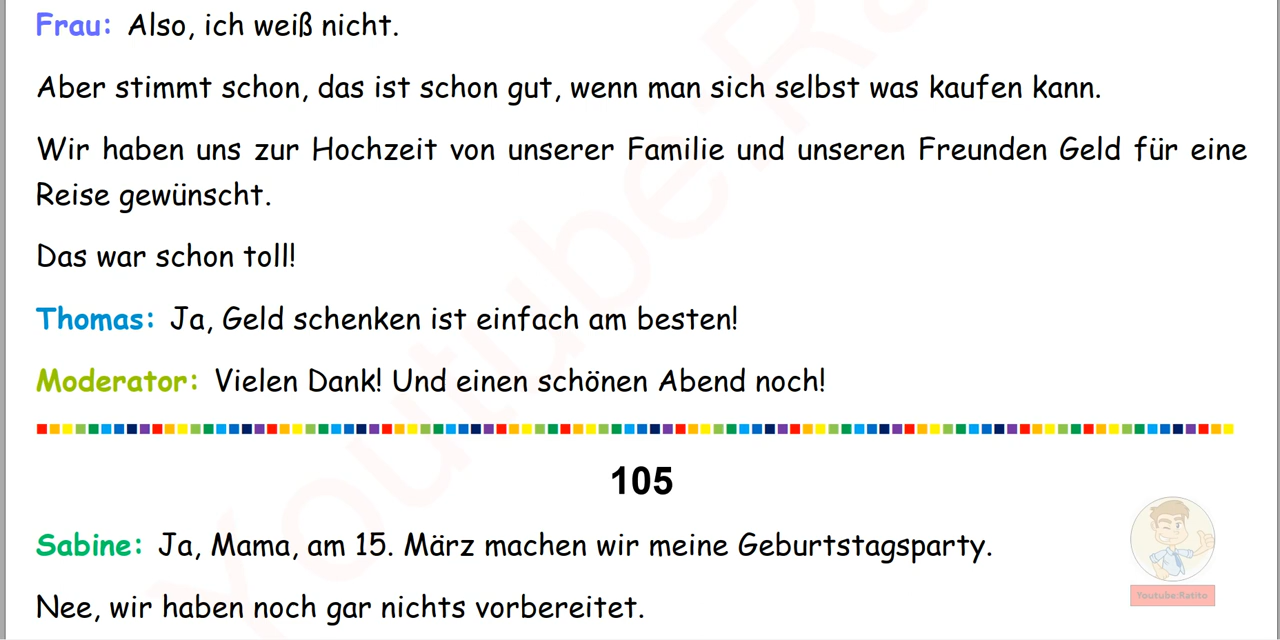 Frau: Also, ich weiß nicht.
Aber stimmt schon, das ist schon gut, wenn man sich selbst was kaufen kann.
Wir haben uns zur Hochzeit von unserer Familie und unseren Freunden Geld für eine
Reise gewünscht.
Das war schon toll!
Thomas: Ja, Geld schenken ist einfach am besten!
Moderator: Vielen Dank! Und einen schönen Abend noch!
105
Sabine: Ja, Mama, am 15. März machen wir meine Geburtstagsparty.
Nee, wir haben noch gar nichts vorbereitet.
Youtube:Ratito
Youtube:Ra